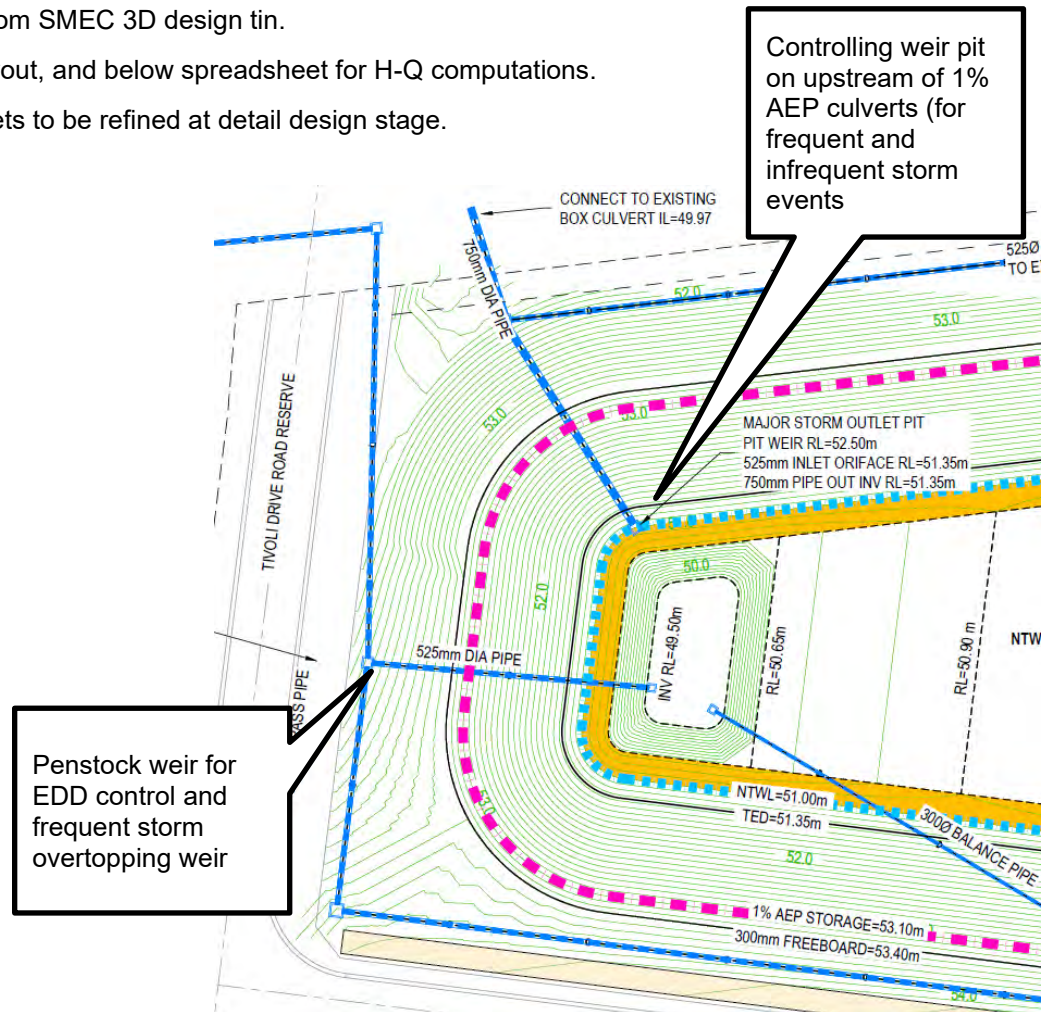 om SMEC 3D design tin.
out, and below spreadsheet for H-Q computations.
ets to be refined at detail design stage.
Controlling weir pit
on upstream of 1%
AEP culverts (for
frequent and
infrequent storm
events
CONNECT TO EXISTING
BOX CULVERT IL=49.97
750mm DIA PIPE
525Ø
TO E
52.0
53.0
53.0
53.0
MAJOR STORM OUTLET PIT
PIT WEIR RL=52.50m
525mm INLET ORIFACE RL=51.35m
750mm PIPE OUT INV RL=51.35m
TIVOLI DRIVE ROAD RESERVE
50.0
52.0
525mm DIA PIPE
INV RL=49.50m
RL=50.65m
RL=50.90 m
NTW
ASS PIPE
Penstock weir for
EDD control and
frequent storm
overtopping weir
53.0
NTWL=51.00m
TED=51.35m
300Ø BALANCE PIPE
52.0
1% AEP STORAGE=53.10m
300mm FREEBOARD=53.40m
54.0